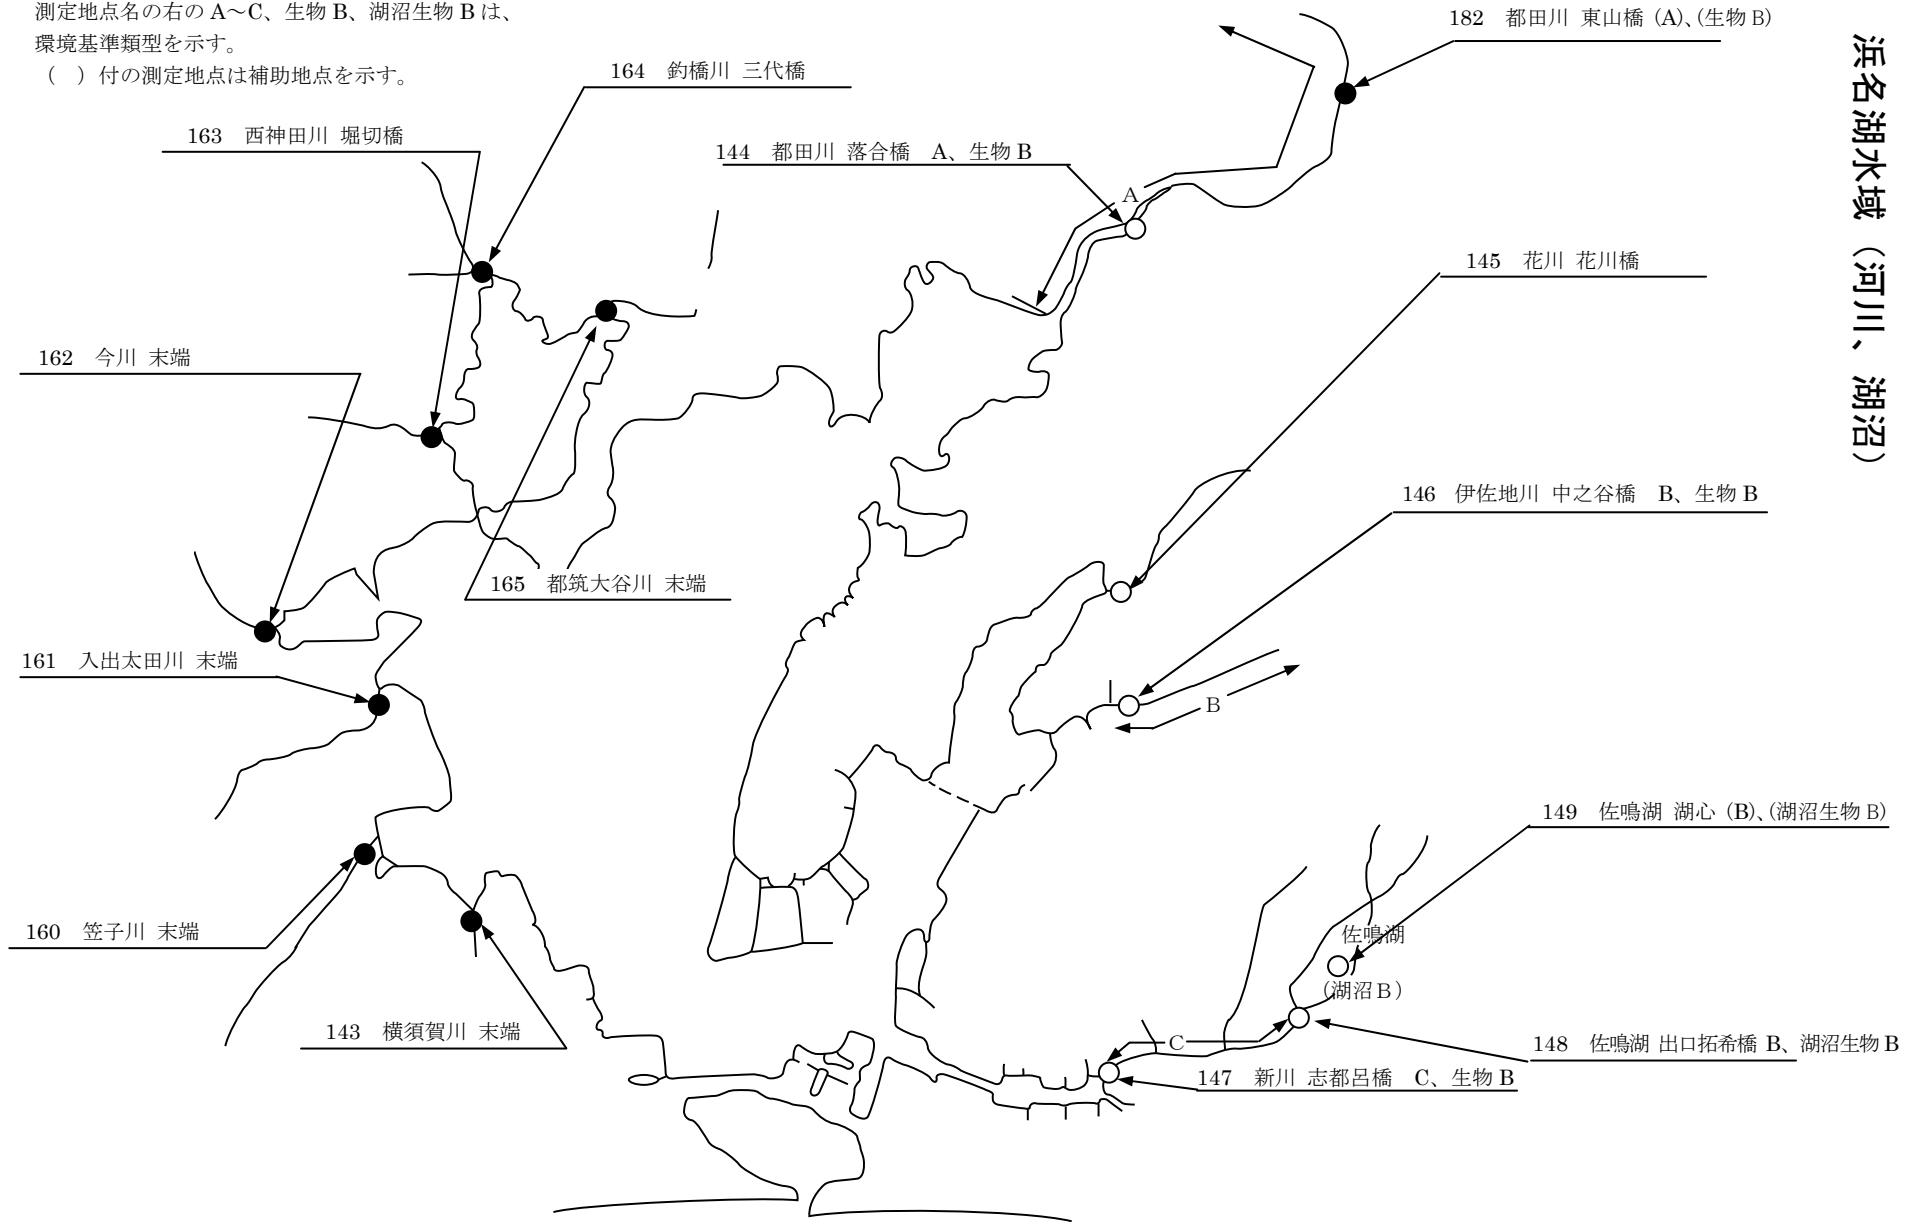 測定地点名の右の A～C、生物 B、湖沼生物 B は、
環境基準類型を示す。
（　）付の測定地点は補助地点を示す。
浜名湖水域（河川、湖沼）
182　都田川 東山橋 (A)、(生物 B)
164　釣橋川 三代橋
163　西神田川 堀切橋
144　都田川 落合橋　A、生物 B
A
145　花川 花川橋
162　今川 末端
146　伊佐地川 中之谷橋　B、生物 B
165　都筑大谷川 末端
161　入出太田川 末端
B
149　佐鳴湖 湖心 (B)、(湖沼生物 B)
160　笠子川 末端
佐鳴湖
（湖沼Ｂ）
143　横須賀川 末端
C
148　佐鳴湖 出口拓希橋 B、湖沼生物 B
147　新川 志都呂橋　C、生物 B